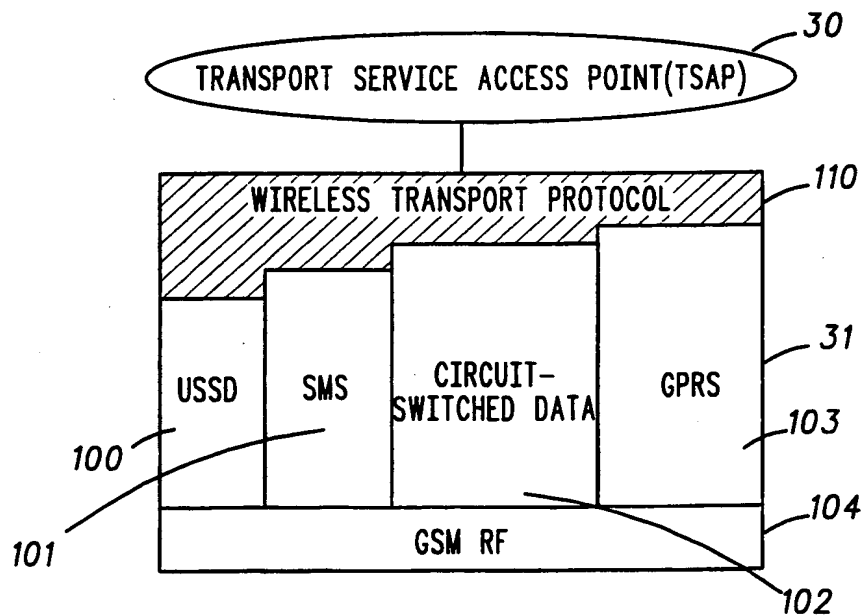 30
TRANSPORT SERVICE ACCESS POINT(TSAP)
110
WIRELESS TRANSPORT PROTOCOL
31
USSD
SMS
CIRCUIT-
SWITCHED DATA
GPRS
100
103
101
GSM RF
104
102